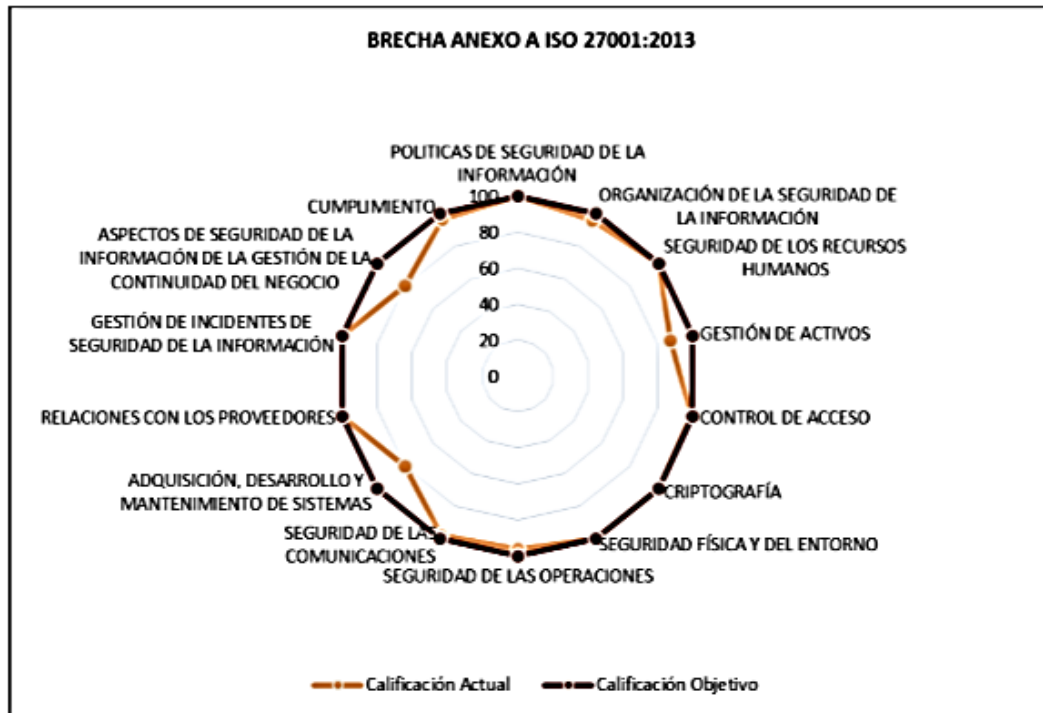 BRECHA ANEXO A ISO 27001:2013
POLITICAS DE SEGURIDAD DE LA
INFORMACIÓN
ORGANIZACIÓN DE LA SEGURIDAD DE
LA INFORMACIÓN
SEGURIDAD DE LOS RECURSOS
HUMANOS
GESTIÓN DE ACTIVOS
CONTROL DE ACCESO
CRIPTOGRAFÍA
SEGURIDAD FÍSICA Y DEL ENTORNO
SEGURIDAD DE LAS OPERACIONES
SEGURIDAD DE LAS
COMUNICACIONES
ADQUISICIÓN, DESARROLLO Y
MANTENIMIENTO DE SISTEMAS
RELACIONES CON LOS PROVEEDORES
GESTIÓN DE INCIDENTES DE
SEGURIDAD DE LA INFORMACIÓN
ASPECTOS DE SEGURIDAD DE LA
INFORMACIÓN DE LA GESTIÓN DE LA
CONTINUIDAD DEL NEGOCIO
CUMPLIMIENTO
100
80
60
40
20
0
Calificación Actual
Calificación Objetivo